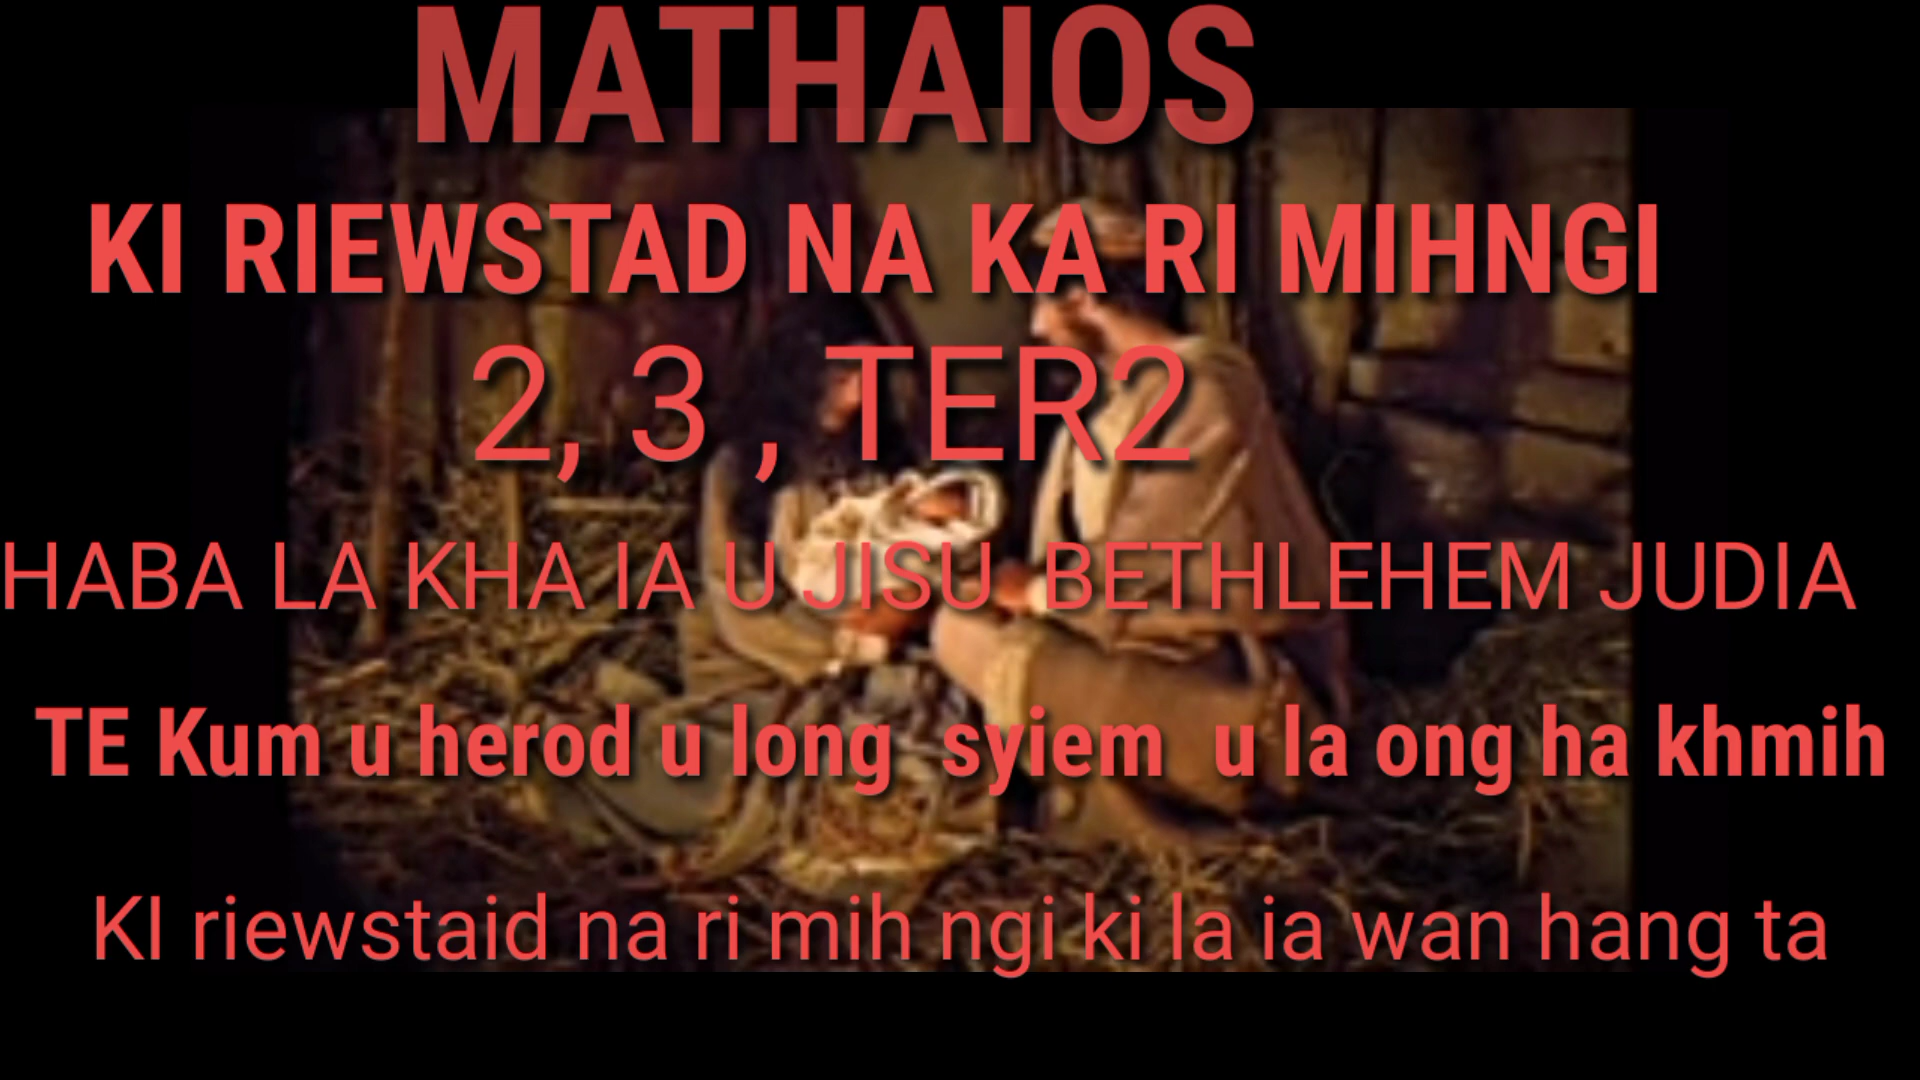 MATHAIOS
KI RIEWSTAD NA KA RI MIHNGI
2, 3 , TER2
HABA LA KHA IA U JISU BETHLEHEM JUDIA
TE Kum u herod u long syiem u la ong ha khmih
KI riewstaid na ri mih ngi ki la ia wan hang ta